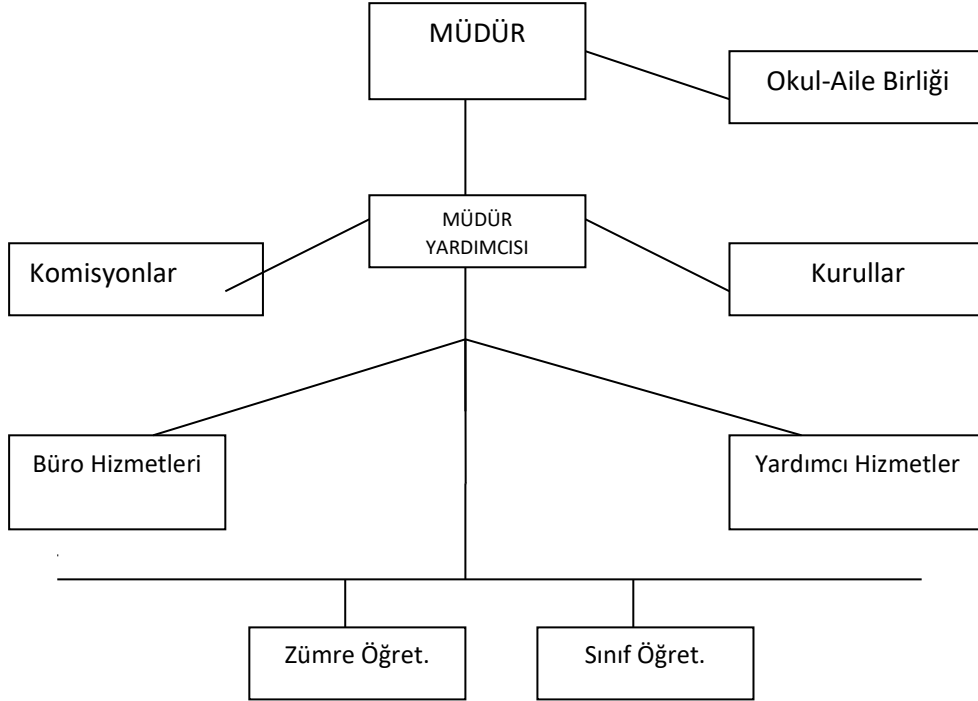 MÜDÜR
Okul-Aile Birliği
MÜDÜR
YARDIMCISI
Komisyonlar
Kurullar
Büro Hizmetleri
Yardımcı Hizmetler
.
Zümre Öğret.
Sınıf Öğret.